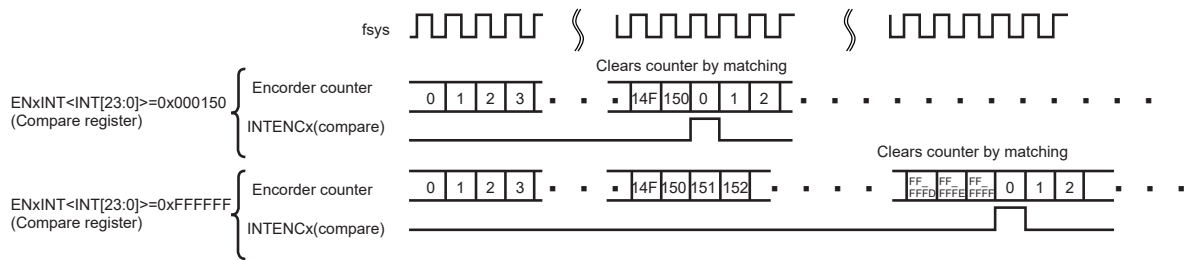 fsys
Clears counter by matching
ENxINT<INT[23:0]>=0x000150
(Compare register)
Encorder counter
0 1 2 3 14F 150 0 1 2
INTENCx(compare)
Clears counter by matching
ENxINT<INT[23:0]>=0xFFFFFF
(Compare register)
Encorder counter
0 1 2 3 14F 150 151 152 FF_FFFD FF_FFFE FF_FFFF 0 1 2
INTENCx(compare)